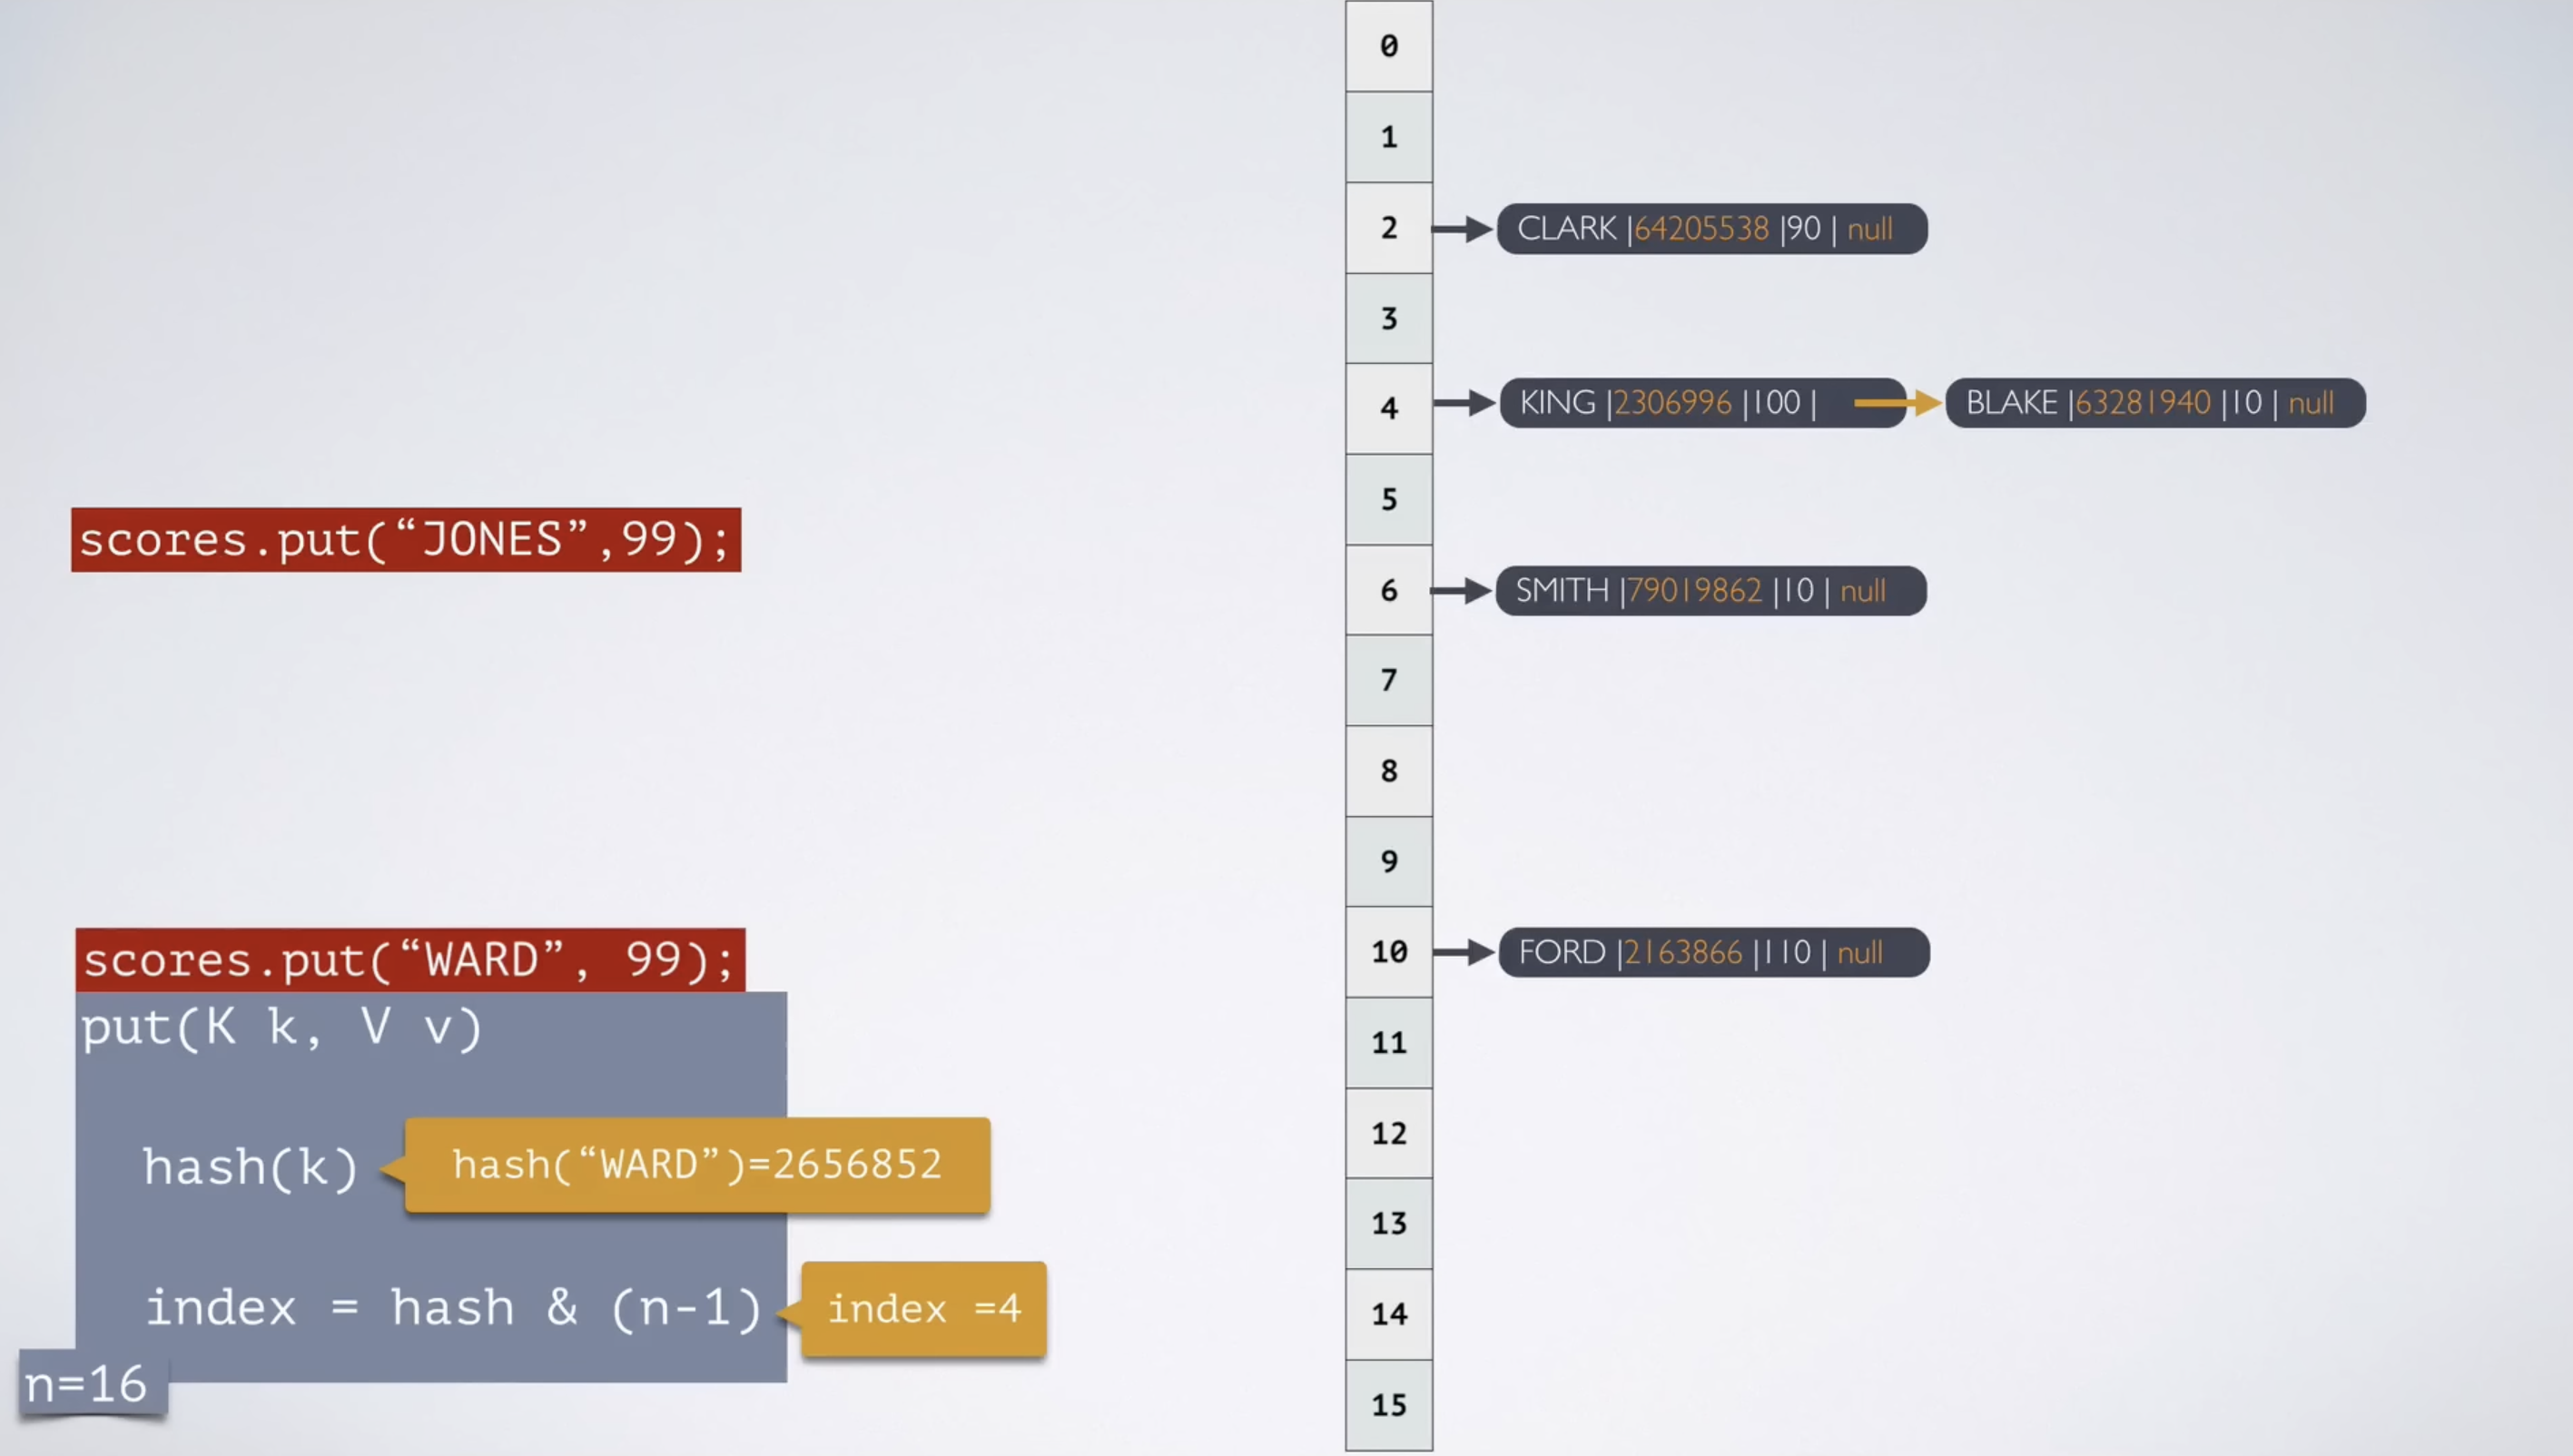 scores.put(“JONES”,99);
scores.put(“WARD”, 99);
put(K k, V v)
hash(k)
hash(“WARD”)=2656852
index = hash & (n-1)
index =4
n=16
0
1
2
CLARK |64205538 |90 | null
3
4
KING |2306996 |100 |
BLAKE |63281940 |10 | null
5
6
SMITH |79019862 |10 | null
7
8
9
10
FORD |2163866 |110 | null
11
12
13
14
15